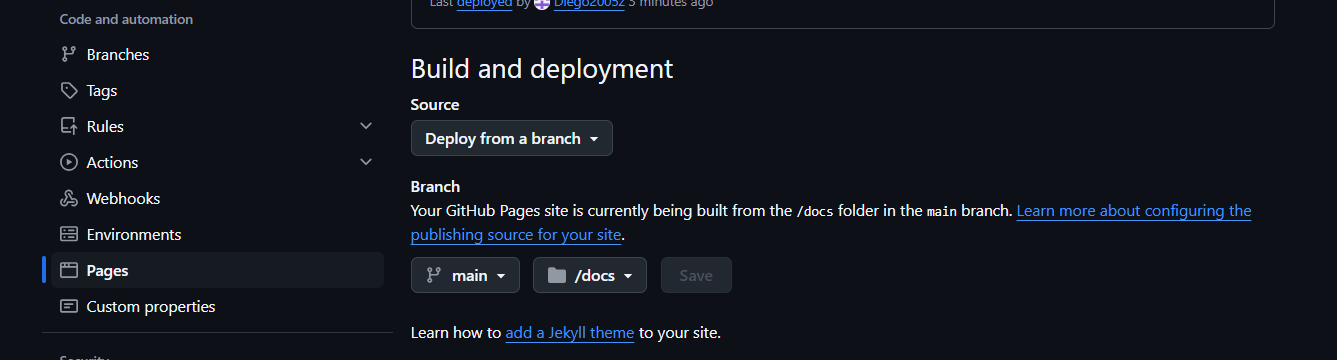 Code and automation
Branches
Tags
Rules
Actions
Webhooks
Environments
Pages
Custom properties
Security
Last deployed by Diego20052 3 minutes ago
Build and deployment
Source
Deploy from a branch
Branch
Your GitHub Pages site is currently being built from the /docs folder in the main branch. Learn more about configuring the
publishing source for your site.
main /docs Save
Learn how to add a Jekyll theme to your site.